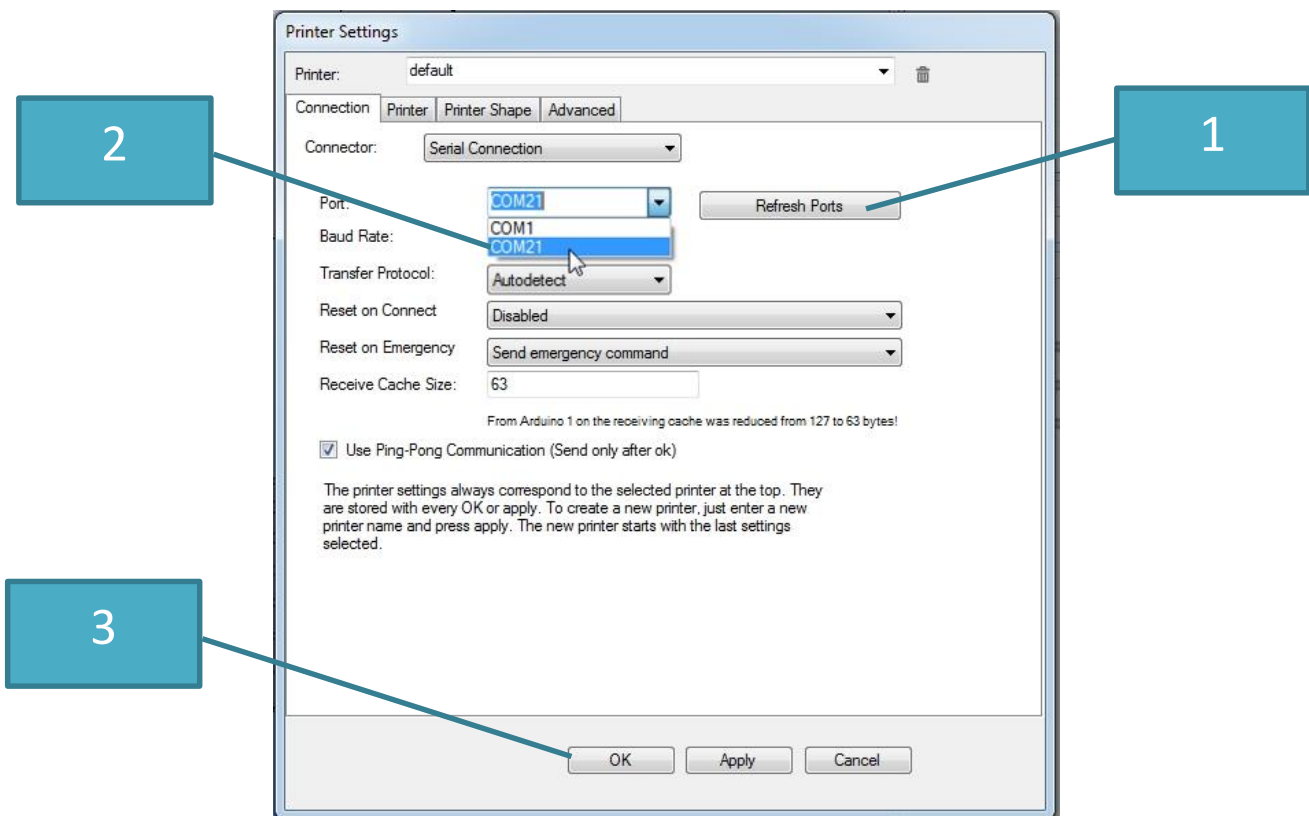 Printer Settings
Printer: default
Connection Printer Printer Shape Advanced
2
1
Connector: Serial Connection
Port: COM21 Refresh Ports
COM1
Baud Rate:
COM21
Transfer Protocol: Autodetect
Reset on Connect Disabled
Reset on Emergency Send emergency command
Receive Cache Size: 63
From Arduino 1 on the receiving cache was reduced from 127 to 63 bytes!
Use Ping-Pong Communication (Send only after ok)
The printer settings always correspond to the selected printer at the top. They
are stored with every OK or apply. To create a new printer, just enter a new
printer name and press apply. The new printer starts with the last settings
selected.
3
OK Apply Cancel